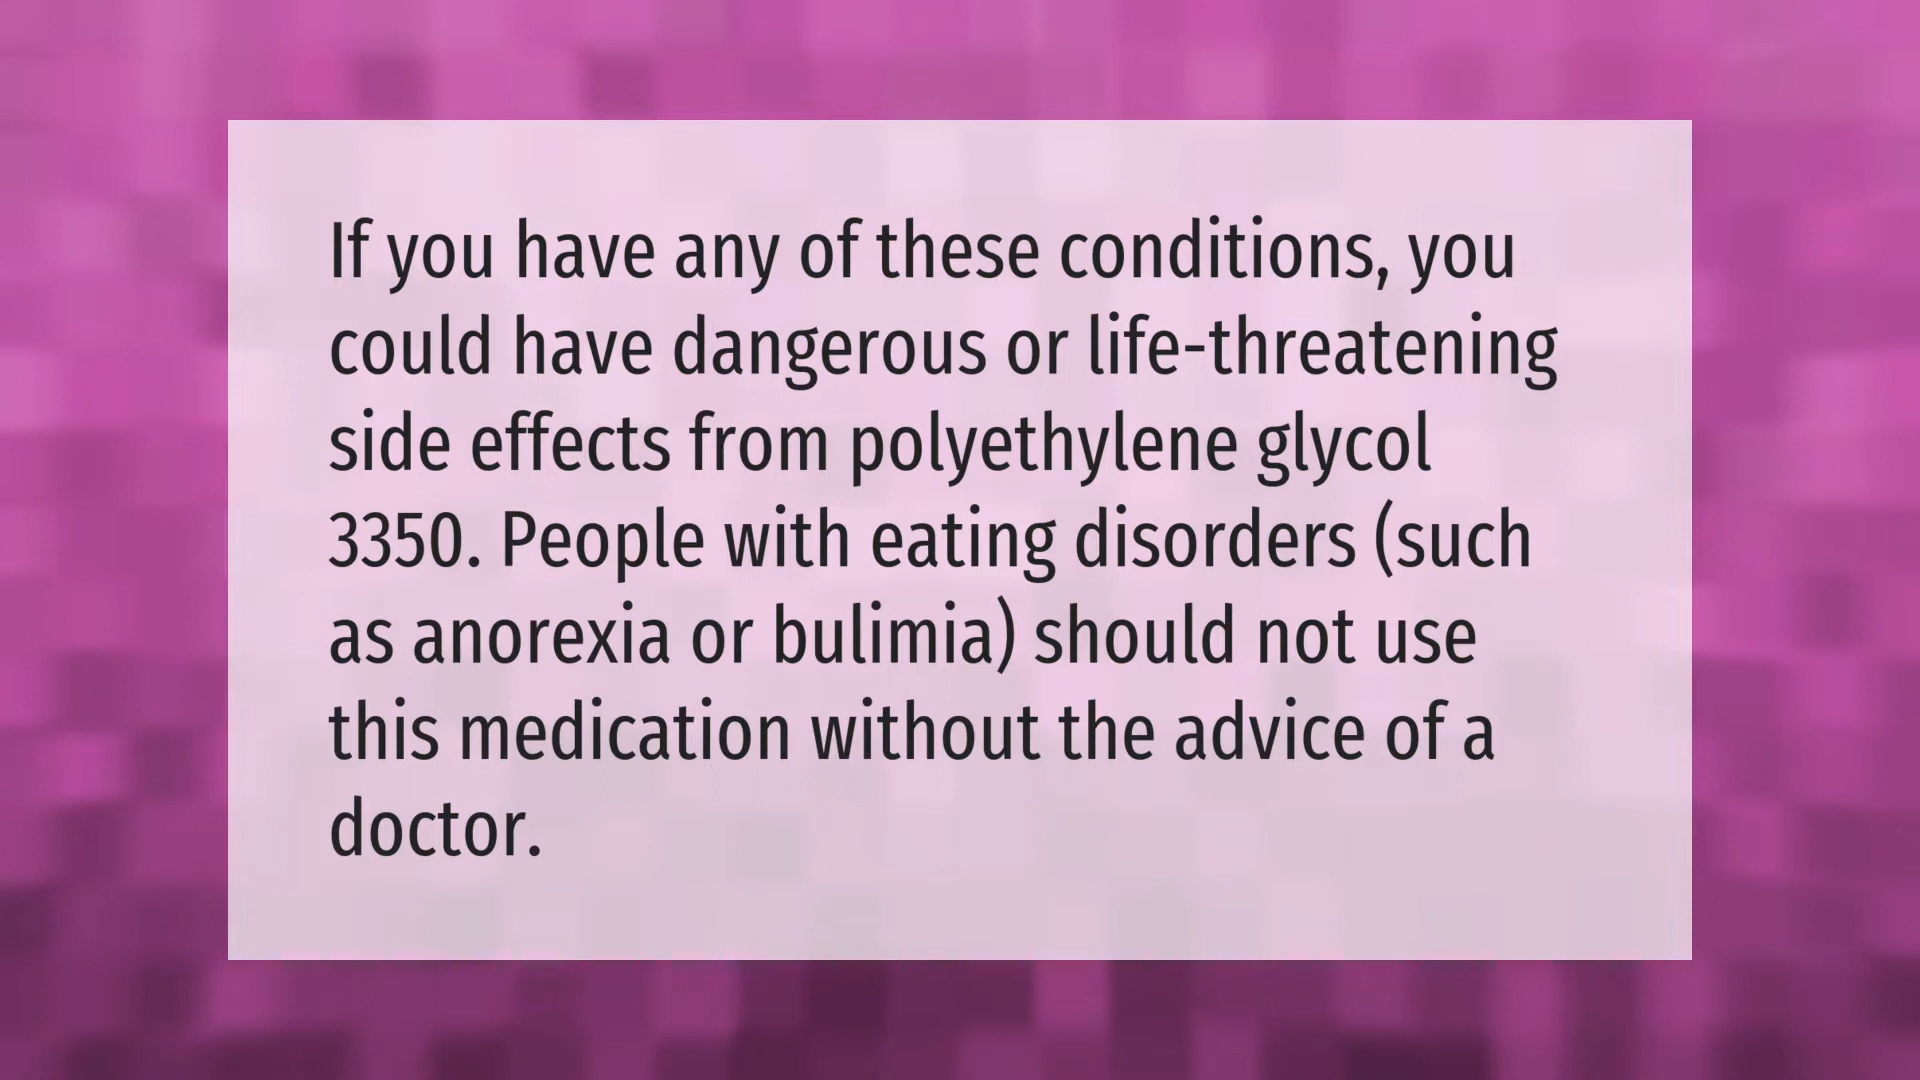 If you have any of these conditions, you
could have dangerous or life-threatening
side effects from polyethylene glycol
3350. People with eating disorders (such
as anorexia or bulimia) should not use
this medication without the advice of a
doctor.